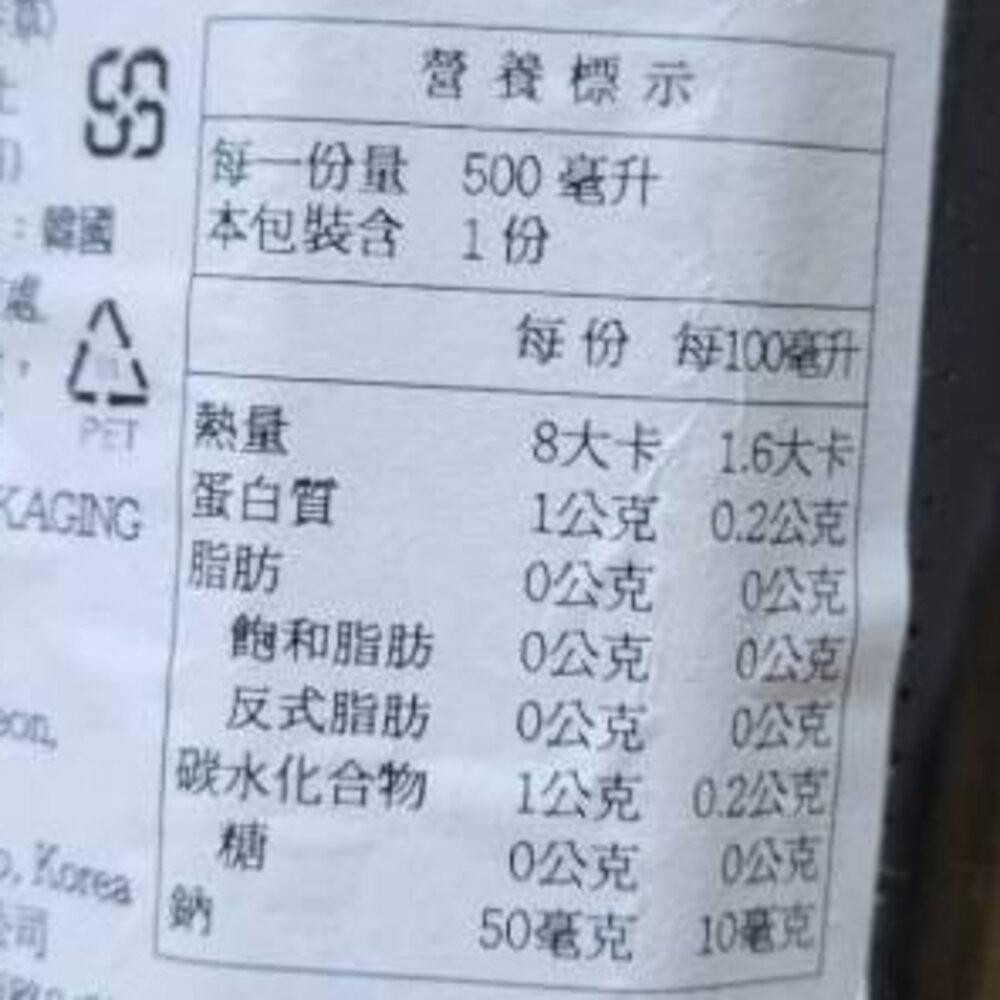 營養標示
每一份量 500 毫升
本包裝含 1 份
每份 每100毫升
熱量 8大卡 1.6大卡
蛋白質 1公克 0.2公克
脂肪 0公克 0公克
飽和脂肪 0公克 0公克
反式脂肪 0公克 0公克
碳水化合物 1公克 0.2公克
糖 0公克 0公克
鈉 50毫克 10毫克
：韓國
處
PET
KAGING
eon,
o, Korea
公司